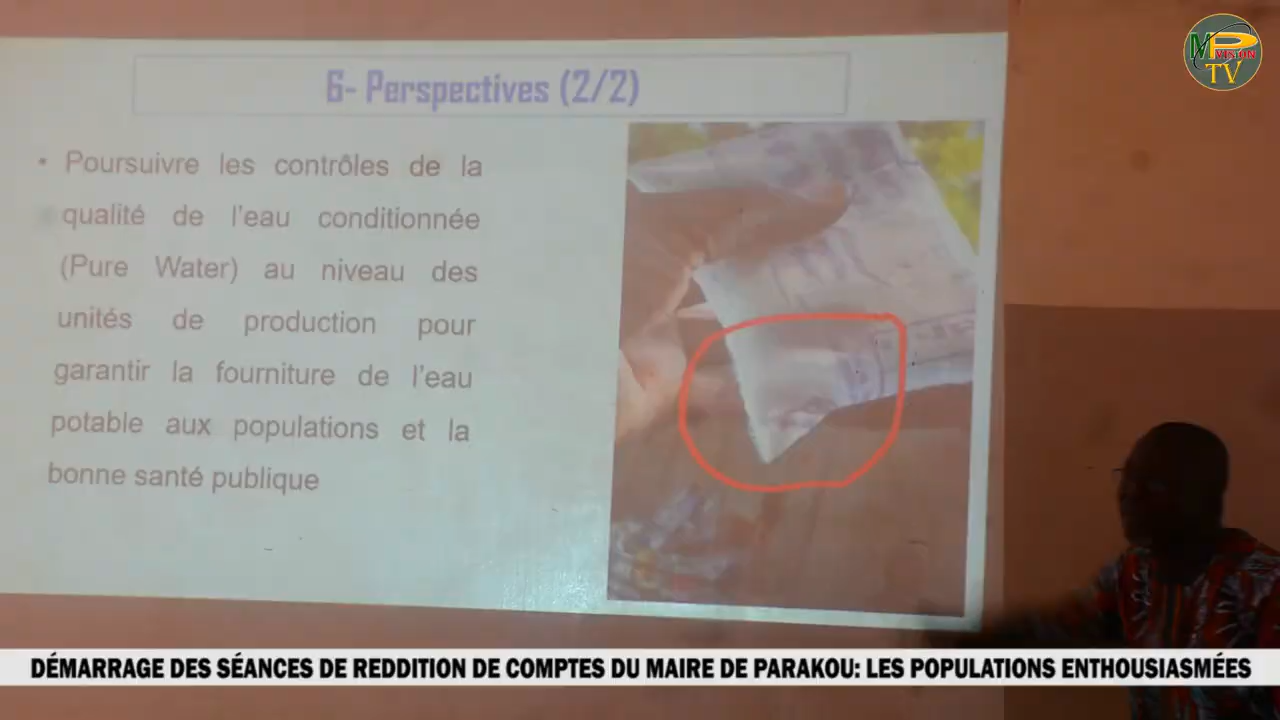 MP
VISION
TV
6- Perspectives (2/2)
• Poursuivre les contrôles de la
qualité de l'eau conditionnée
(Pure Water) au niveau des
unités de production pour
garantir la fourniture de l'eau
potable aux populations et la
bonne santé publique
DÉMARRAGE DES SÉANCES DE REDDITION DE COMPTES DU MAIRE DE PARAKOU: LES POPULATIONS ENTHOUSIASMÉES